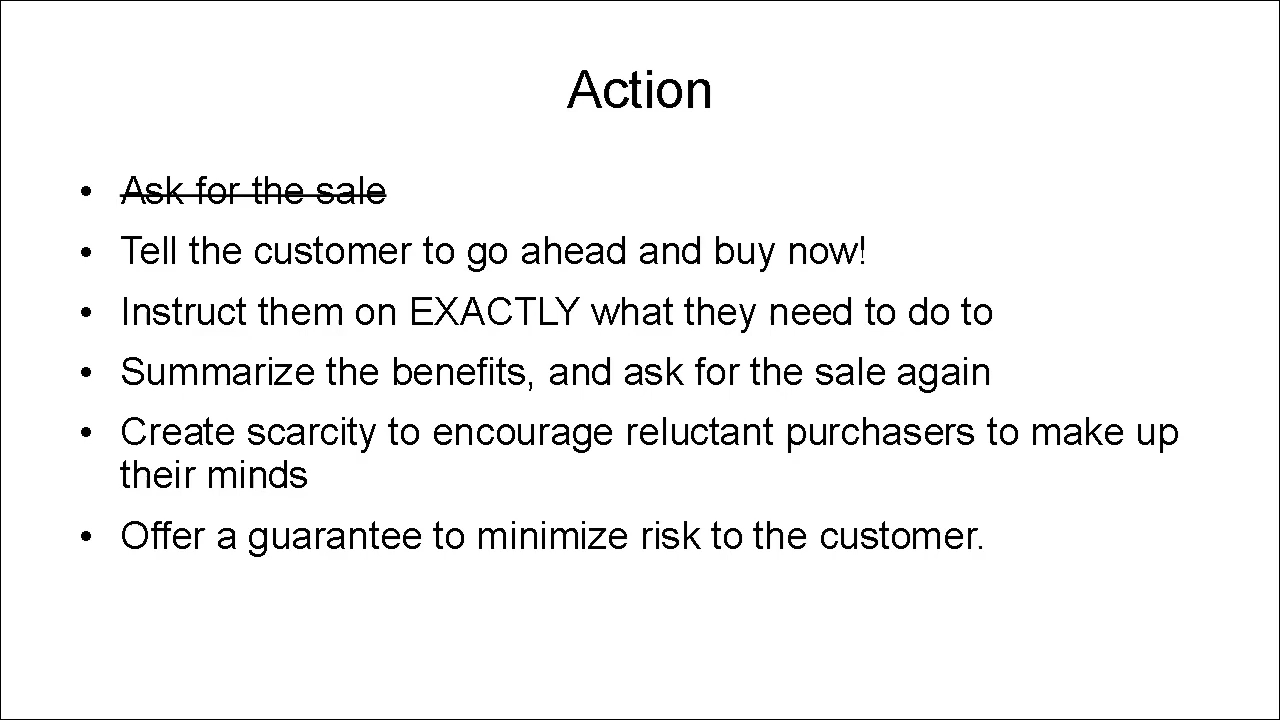 Action
• Ask for the sale
• Tell the customer to go ahead and buy now!
• Instruct them on EXACTLY what they need to do to
• Summarize the benefits, and ask for the sale again
• Create scarcity to encourage reluctant purchasers to make up
their minds
• Offer a guarantee to minimize risk to the customer.